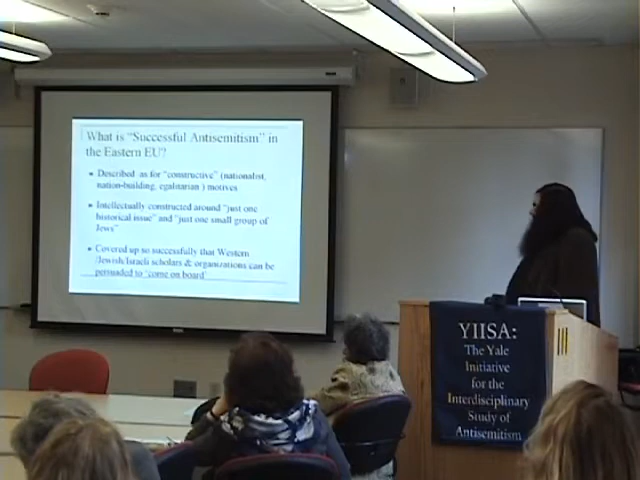 What is "Successful Antisemitism" in
the Eastern EU?
Described as for "constructive" (nationalist,
nation-building, egalitarian ) motives
Intellectually constructed around "just one
historical issue" and "just one small group of
Jews"
Covered up so successfully that Western
/Jewish/Israeli scholars & organizations can be
persuaded to 'come on board'
YIISA:
The Yale
Initiative
for the
Interdisciplinary
Study of
Antisemitism